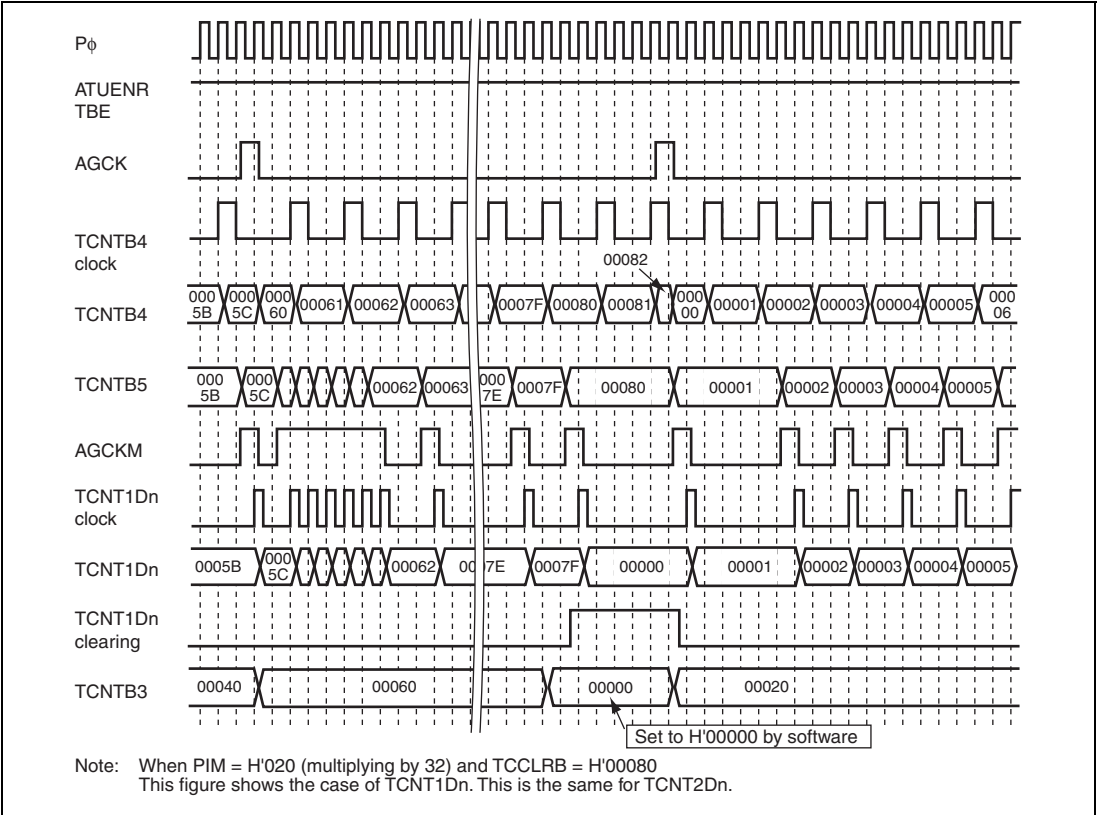 Pφ
ATUENR
TBE
AGCK
TCNTB4
clock
00082
TCNTB4
000 5B 000 5C 000 60 00061 00062 00063 0007F 00080 00081 000 00 00001 00002 00003 00004 00005 000 06
TCNTB5
000 5B 000 5C 00062 00063 000 7E 0007F 00080 00001 00002 00003 00004 00005
AGCKM
TCNT1Dn
clock
TCNT1Dn
0005B 000 5C 00062 0007E 0007F 00000 00001 00002 00003 00004 00005
TCNT1Dn
clearing
TCNTB3
00040 00060 00000 00020
Set to H'00000 by software
Note: When PIM = H'020 (multiplying by 32) and TCCLRB = H'00080
This figure shows the case of TCNT1Dn. This is the same for TCNT2Dn.